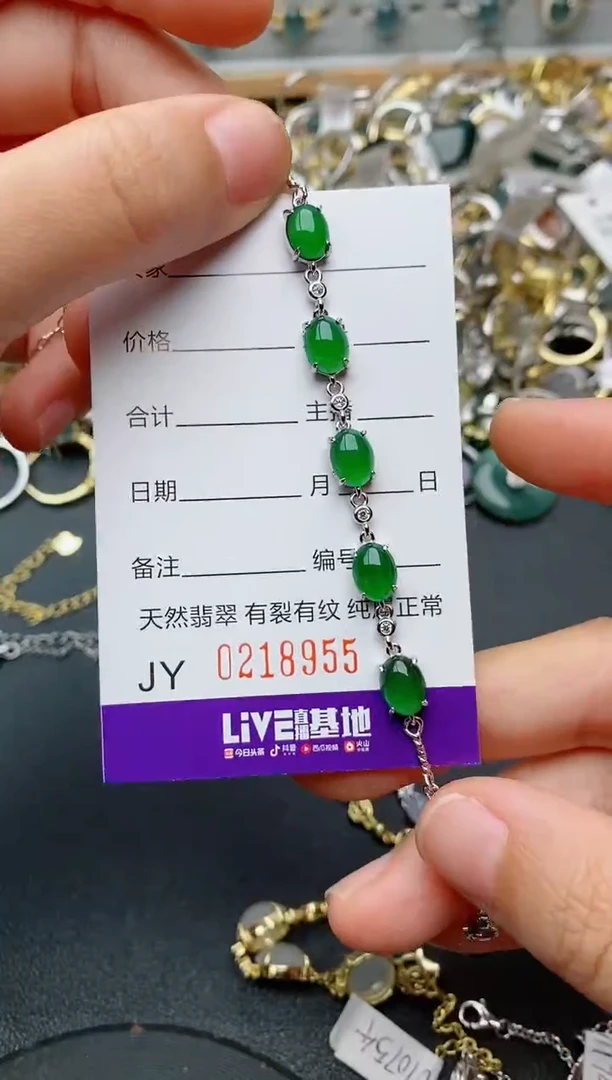 家
价格
合计 主播
日期 月 日
备注 编号
天然翡翠 有裂有纹 纯属正常
JY 0218955
LiVE直播基地
今日头条 抖音 西瓜视频 火山